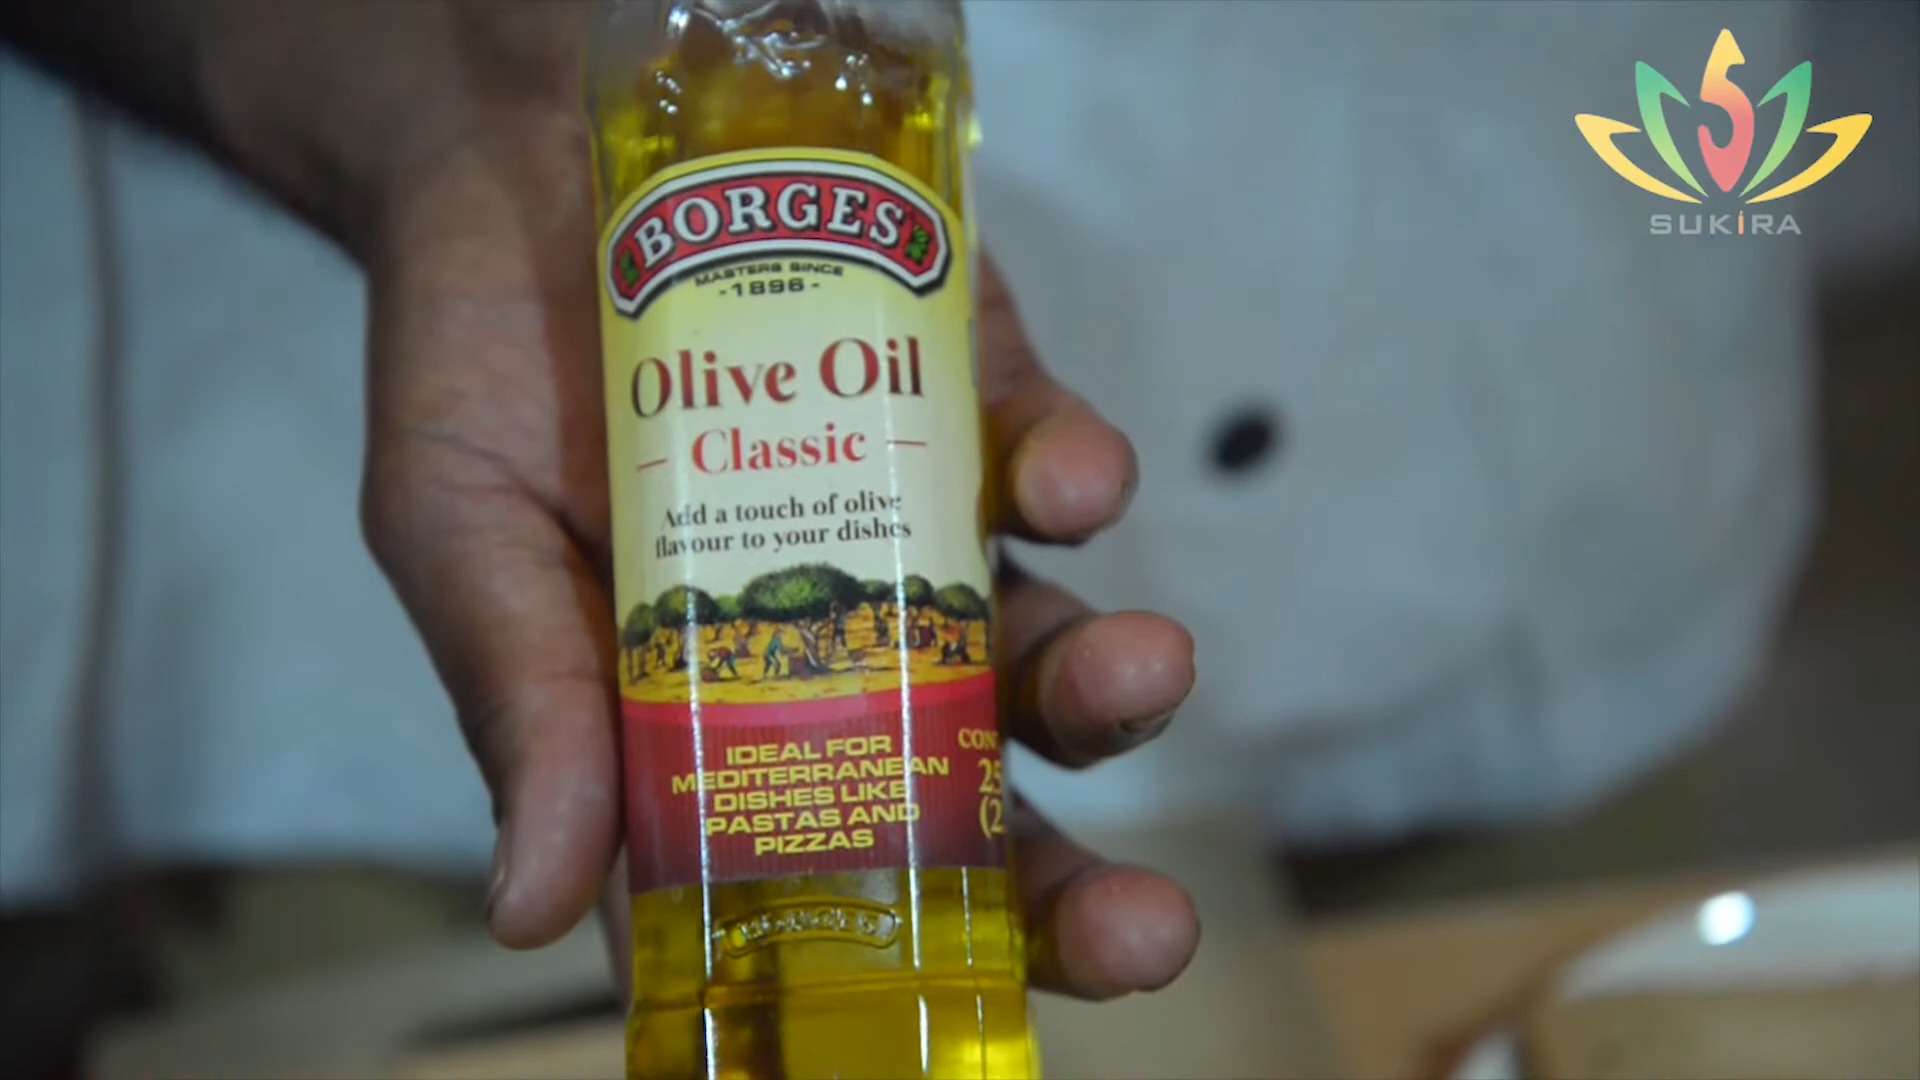 BORGES
MASTERS SINCE
-1896-
Olive Oil
Classic
Add a touch of olive
flavour to your dishes
IDEAL FOR
MEDITERRANEAN
DISHES LIKE
PASTAS AND
PIZZAS
SUKiRA